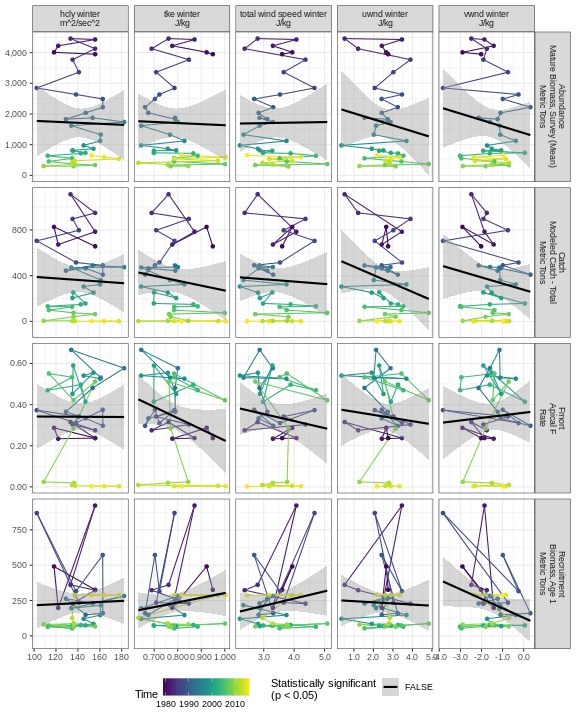 hcly winter
m^2/sec^2
tke winter
J/kg
total wind speed winter
J/kg
uwnd winter
J/kg
vwnd winter
J/kg
4,000
3,000
2,000
1,000
0
Abundance
Mature Biomass, Survey (Mean)
Metric Tons
800
400
0
Catch
Modeled Catch - Total
Metric Tons
0.60
0.40
0.20
0.00
Fmort
Apical F
Rate
750
500
250
0
Recruitment
Biomass, Age 1
Metric Tons
100 120 140 160 180
0.700 0.800 0.900 1.000
3.0 4.0 5.0
1.0 2.0 3.0 4.0 5.0
-4.0 -3.0 -2.0 -1.0 0.0
Time
1980 1990 2000 2010
Statistically significant
(p < 0.05)
FALSE